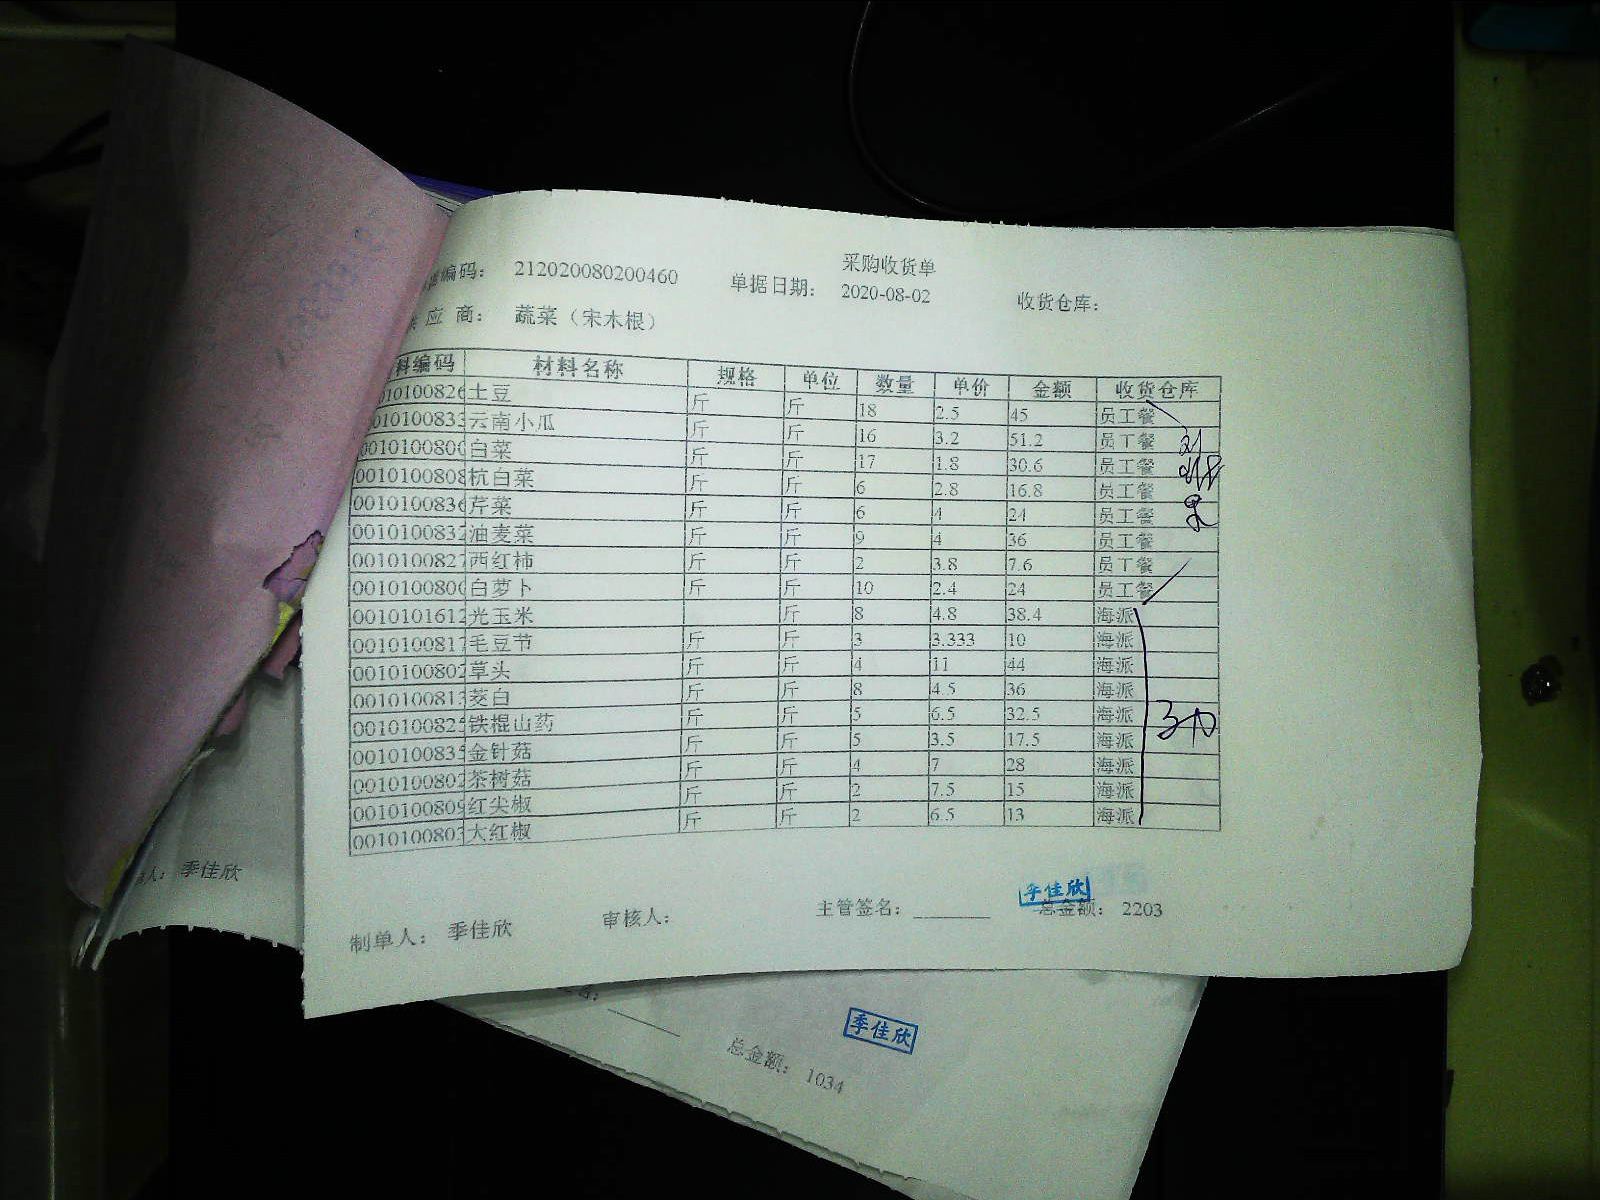 采购收货单
编码： 212020080200460 单据日期： 2020-08-02 收货仓库：
应 商： 蔬菜（宋木根）
料编码 材料名称 规格 单位 数量 单价 金额 收货仓库
010100826 土豆 斤 斤 18 2.5 45 员工餐
010100833 云南小瓜 斤 斤 16 3.2 51.2 员工餐
0010100800 白菜 斤 斤 17 1.8 30.6 员工餐
0010100808 杭白菜 斤 斤 6 2.8 16.8 员工餐
0010100836 芹菜 斤 斤 6 4 24 员工餐
0010100832 油麦菜 斤 斤 9 4 36 员工餐
0010100827 西红柿 斤 斤 2 3.8 7.6 员工餐
0010100800 白萝卜 斤 斤 10 2.4 24 员工餐
0010101612 光玉米 斤 8 4.8 38.4 海派
0010100817 毛豆节 斤 斤 3 3.333 10 海派
0010100802 草头 斤 斤 4 11 44 海派
0010100813 茭白 斤 斤 8 4.5 36 海派
0010100825 铁棍山药 斤 斤 5 6.5 32.5 海派
0010100835 金针菇 斤 斤 5 3.5 17.5 海派
0010100802 茶树菇 斤 斤 4 7 28 海派
0010100809 红尖椒 斤 斤 2 7.5 15 海派
0010100803 大红椒 斤 斤 2 6.5 13 海派
季佳欣
制单人： 季佳欣 审核人： 主管签名： 总金额： 2203
人： 季佳欣
季佳欣
总金额： 1034